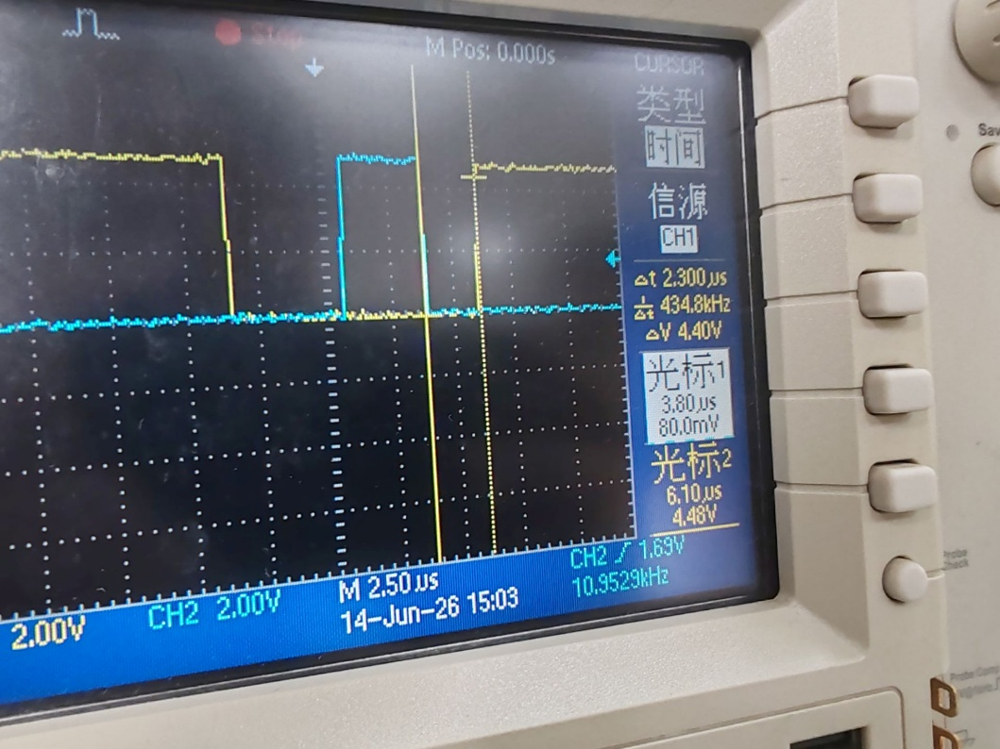 Stop
M Pos: 0.000s
CURSOR
类型
时间
信源
CH1
Δt 2.300µs
1/Δt 434.8kHz
ΔV 4.40V
光标1
3.80µs
80.0mV
光标2
6.10µs
4.48V
2.00V
CH2 2.00V
M 2.50µs
14-Jun-26 15:03
CH2 1.69V
10.9529kHz
Sav
Probe
Check